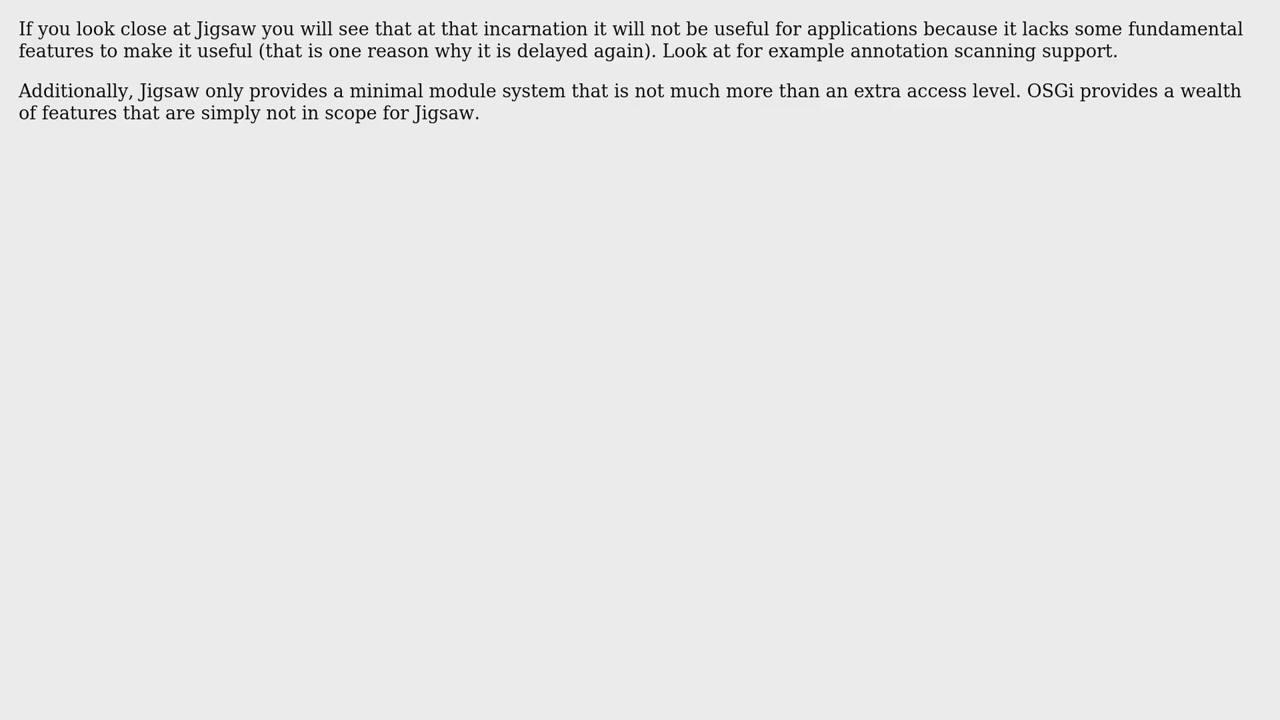 If you look close at Jigsaw you will see that at that incarnation it will not be useful for applications because it lacks some fundamental
features to make it useful (that is one reason why it is delayed again). Look at for example annotation scanning support.
Additionally, Jigsaw only provides a minimal module system that is not much more than an extra access level. OSGi provides a wealth
of features that are simply not in scope for Jigsaw.